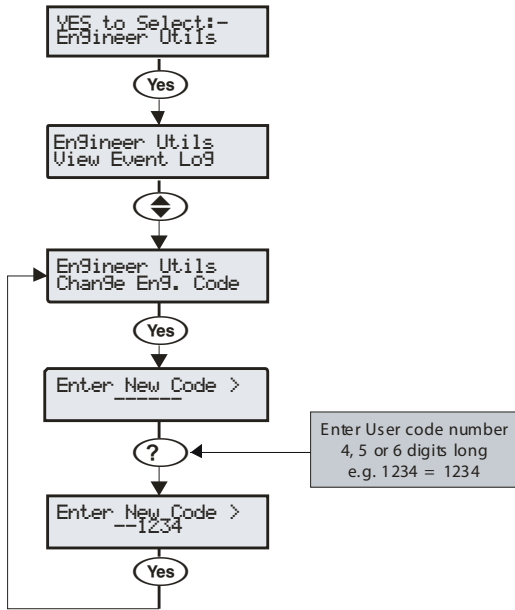 YES to Select:-
Engineer Utils
Yes
Engineer Utils
View Event Log
Engineer Utils
Change Eng. Code
Yes
Enter New Code >
------
?
Enter User code number
4, 5 or 6 digits long
e.g. 1234 = 1234
Enter New Code >
--1234
Yes